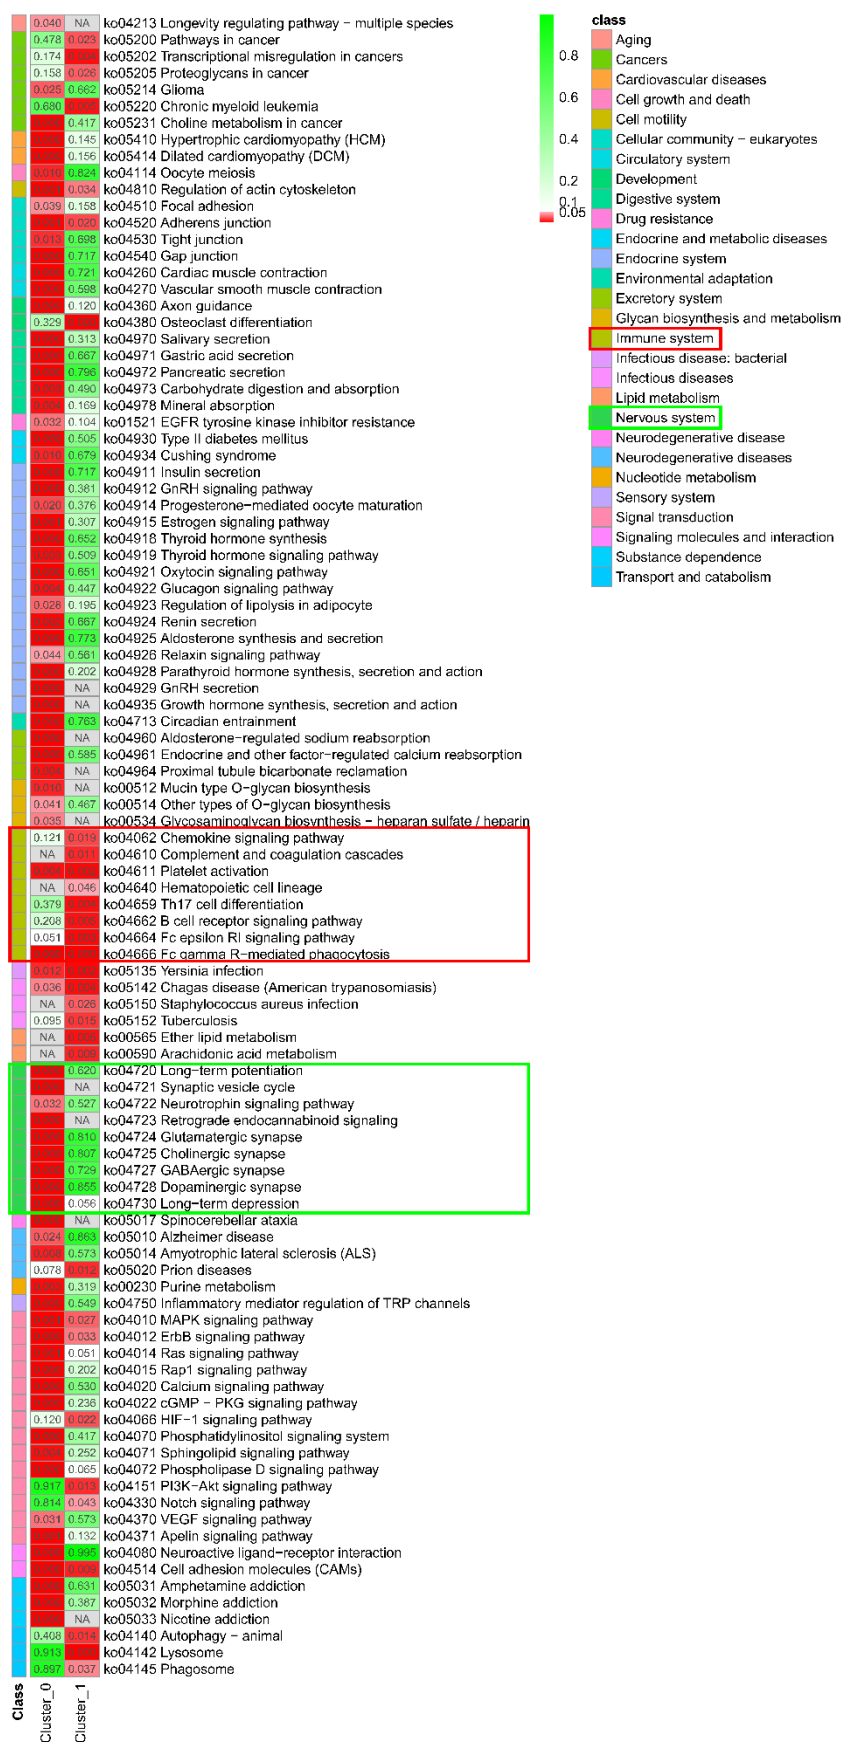 0.040 NA ko04213 Longevity regulating pathway − multiple species
0.478 0.023 ko05200 Pathways in cancer
0.174 0.004 ko05202 Transcriptional misregulation in cancers
0.158 0.026 ko05205 Proteoglycans in cancer
0.025 0.662 ko05214 Glioma
0.680 0.005 ko05220 Chronic myeloid leukemia
0.417 ko05231 Choline metabolism in cancer
0.145 ko05410 Hypertrophic cardiomyopathy (HCM)
0.156 ko05414 Dilated cardiomyopathy (DCM)
0.010 0.824 ko04114 Oocyte meiosis
0.001 0.034 ko04810 Regulation of actin cytoskeleton
0.039 0.158 ko04510 Focal adhesion
0.020 ko04520 Adherens junction
0.013 0.698 ko04530 Tight junction
0.717 ko04540 Gap junction
0.721 ko04260 Cardiac muscle contraction
0.598 ko04270 Vascular smooth muscle contraction
0.120 ko04360 Axon guidance
0.329 ko04380 Osteoclast differentiation
0.313 ko04970 Salivary secretion
0.667 ko04971 Gastric acid secretion
0.796 ko04972 Pancreatic secretion
0.490 ko04973 Carbohydrate digestion and absorption
0.004 0.169 ko04978 Mineral absorption
0.032 0.104 ko01521 EGFR tyrosine kinase inhibitor resistance
0.505 ko04930 Type II diabetes mellitus
0.010 0.679 ko04934 Cushing syndrome
0.717 ko04911 Insulin secretion
0.381 ko04912 GnRH signaling pathway
0.020 0.376 ko04914 Progesterone−mediated oocyte maturation
0.307 ko04915 Estrogen signaling pathway
0.652 ko04918 Thyroid hormone synthesis
0.509 ko04919 Thyroid hormone signaling pathway
0.651 ko04921 Oxytocin signaling pathway
0.447 ko04922 Glucagon signaling pathway
0.028 0.195 ko04923 Regulation of lipolysis in adipocyte
0.667 ko04924 Renin secretion
0.773 ko04925 Aldosterone synthesis and secretion
0.044 0.561 ko04926 Relaxin signaling pathway
0.202 ko04928 Parathyroid hormone synthesis, secretion and action
NA ko04929 GnRH secretion
NA ko04935 Growth hormone synthesis, secretion and action
0.763 ko04713 Circadian entrainment
NA ko04960 Aldosterone−regulated sodium reabsorption
0.585 ko04961 Endocrine and other factor−regulated calcium reabsorption
0.004 NA ko04964 Proximal tubule bicarbonate reclamation
0.010 NA ko00512 Mucin type O−glycan biosynthesis
0.041 0.467 ko00514 Other types of O−glycan biosynthesis
0.035 NA ko00534 Glycosaminoglycan biosynthesis − heparan sulfate / heparin
0.121 0.019 ko04062 Chemokine signaling pathway
NA 0.011 ko04610 Complement and coagulation cascades
0.004 0.002 ko04611 Platelet activation
NA 0.046 ko04640 Hematopoietic cell lineage
0.379 0.004 ko04659 Th17 cell differentiation
0.208 0.005 ko04662 B cell receptor signaling pathway
0.051 0.003 ko04664 Fc epsilon RI signaling pathway
ko04666 Fc gamma R−mediated phagocytosis
0.012 ko05135 Yersinia infection
0.036 0.004 ko05142 Chagas disease (American trypanosomiasis)
NA 0.026 ko05150 Staphylococcus aureus infection
0.095 0.015 ko05152 Tuberculosis
NA 0.005 ko00565 Ether lipid metabolism
NA 0.009 ko00590 Arachidonic acid metabolism
0.620 ko04720 Long−term potentiation
NA ko04721 Synaptic vesicle cycle
0.032 0.527 ko04722 Neurotrophin signaling pathway
NA ko04723 Retrograde endocannabinoid signaling
0.810 ko04724 Glutamatergic synapse
0.807 ko04725 Cholinergic synapse
0.729 ko04727 GABAergic synapse
0.855 ko04728 Dopaminergic synapse
0.056 ko04730 Long−term depression
NA ko05017 Spinocerebellar ataxia
0.024 0.863 ko05010 Alzheimer disease
0.008 0.573 ko05014 Amyotrophic lateral sclerosis (ALS)
0.078 0.012 ko05020 Prion diseases
0.319 ko00230 Purine metabolism
0.549 ko04750 Inflammatory mediator regulation of TRP channels
0.027 ko04010 MAPK signaling pathway
0.033 ko04012 ErbB signaling pathway
0.051 ko04014 Ras signaling pathway
0.202 ko04015 Rap1 signaling pathway
0.530 ko04020 Calcium signaling pathway
0.236 ko04022 cGMP − PKG signaling pathway
0.120 0.022 ko04066 HIF−1 signaling pathway
0.417 ko04070 Phosphatidylinositol signaling system
0.004 0.252 ko04071 Sphingolipid signaling pathway
0.065 ko04072 Phospholipase D signaling pathway
0.917 0.013 ko04151 PI3K−Akt signaling pathway
0.814 0.043 ko04330 Notch signaling pathway
0.031 0.573 ko04370 VEGF signaling pathway
0.132 ko04371 Apelin signaling pathway
0.995 ko04080 Neuroactive ligand−receptor interaction
0.009 ko04514 Cell adhesion molecules (CAMs)
0.631 ko05031 Amphetamine addiction
0.387 ko05032 Morphine addiction
NA ko05033 Nicotine addiction
0.408 0.014 ko04140 Autophagy − animal
0.913 ko04142 Lysosome
0.897 0.037 ko04145 Phagosome
Class
Cluster_0
Cluster_1
0.8
0.6
0.4
0.2
0.1
0.05
0
class
Aging
Cancers
Cardiovascular diseases
Cell growth and death
Cell motility
Cellular community − eukaryotes
Circulatory system
Development
Digestive system
Drug resistance
Endocrine and metabolic diseases
Endocrine system
Environmental adaptation
Excretory system
Glycan biosynthesis and metabolism
Immune system
Infectious disease: bacterial
Infectious diseases
Lipid metabolism
Nervous system
Neurodegenerative disease
Neurodegenerative diseases
Nucleotide metabolism
Sensory system
Signal transduction
Signaling molecules and interaction
Substance dependence
Transport and catabolism